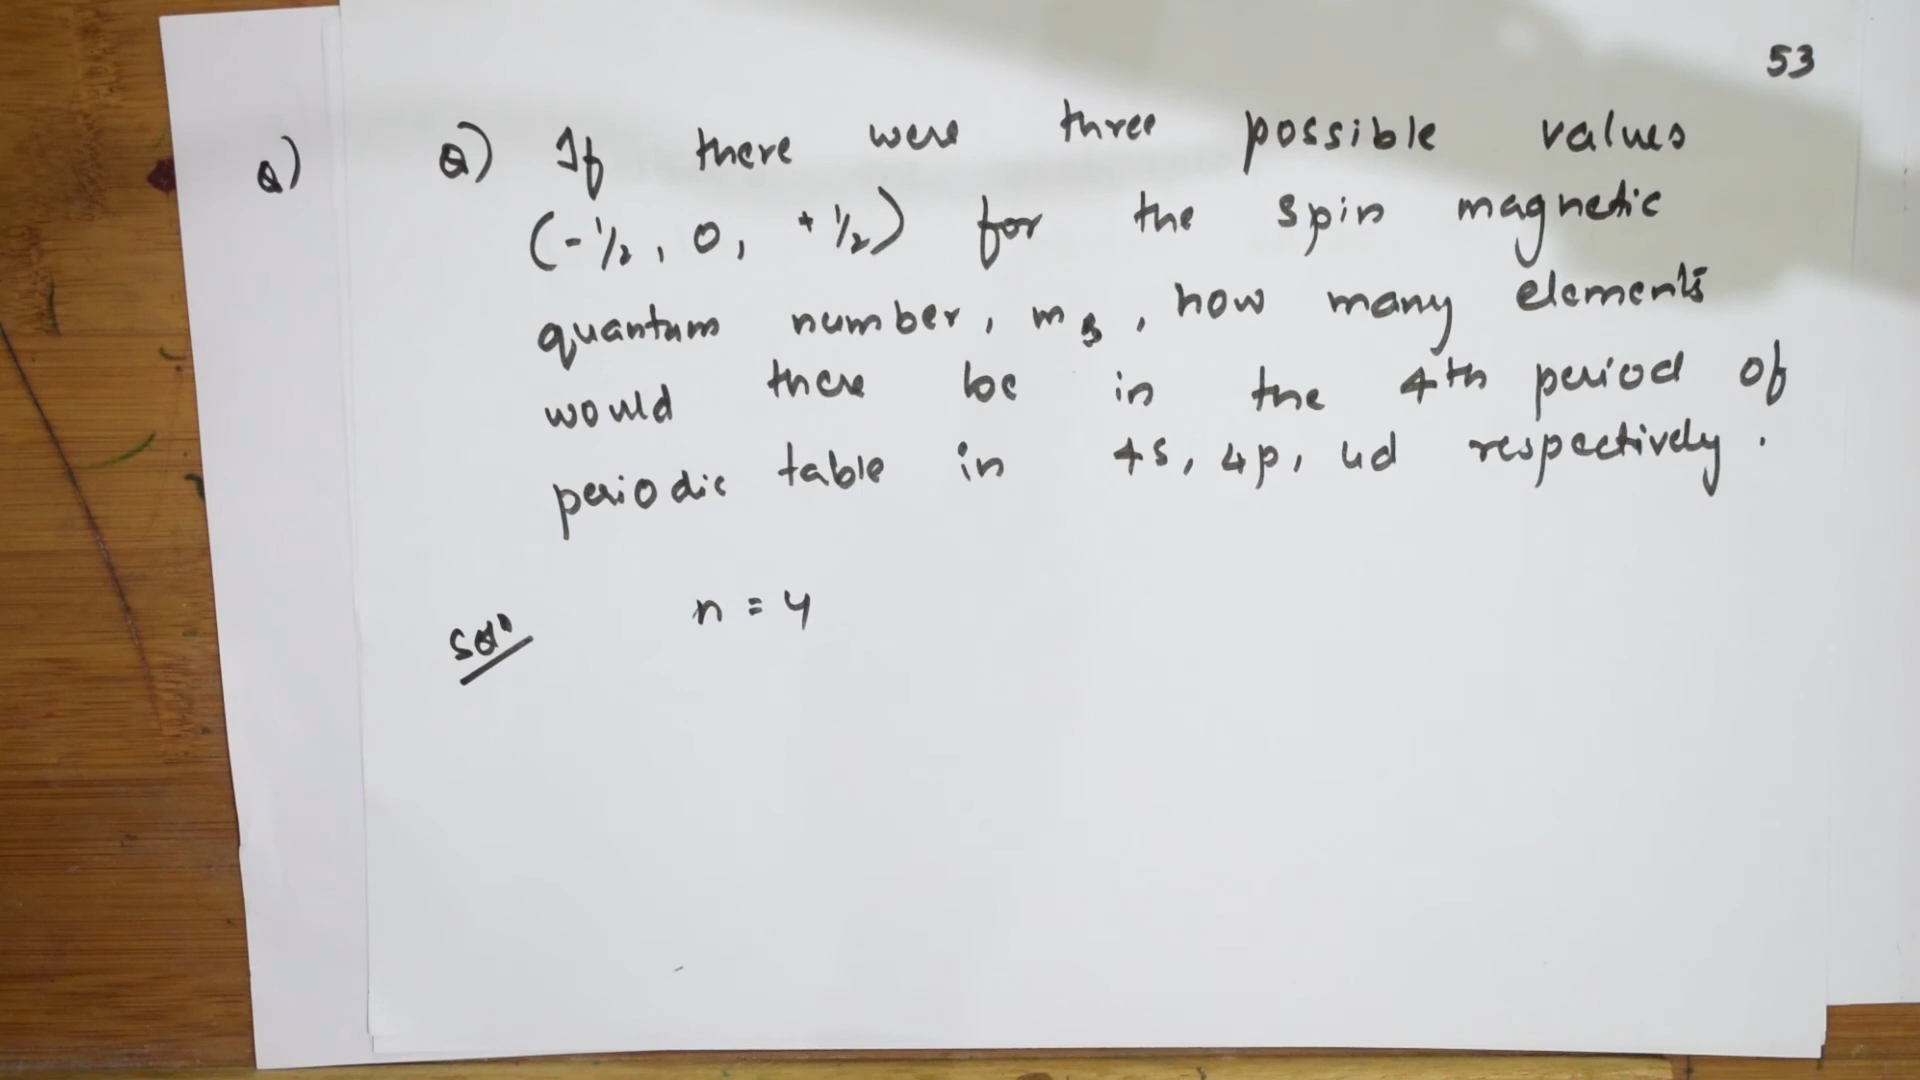 53
Q) Q) If there were three possible values
(-1/2, 0, +1/2) for the spin magnetic
quantum number, ms, how many elements
would there be in the 4th period of
periodic table in 4s, 4p, 4d respectively.
Sol^n n = 4